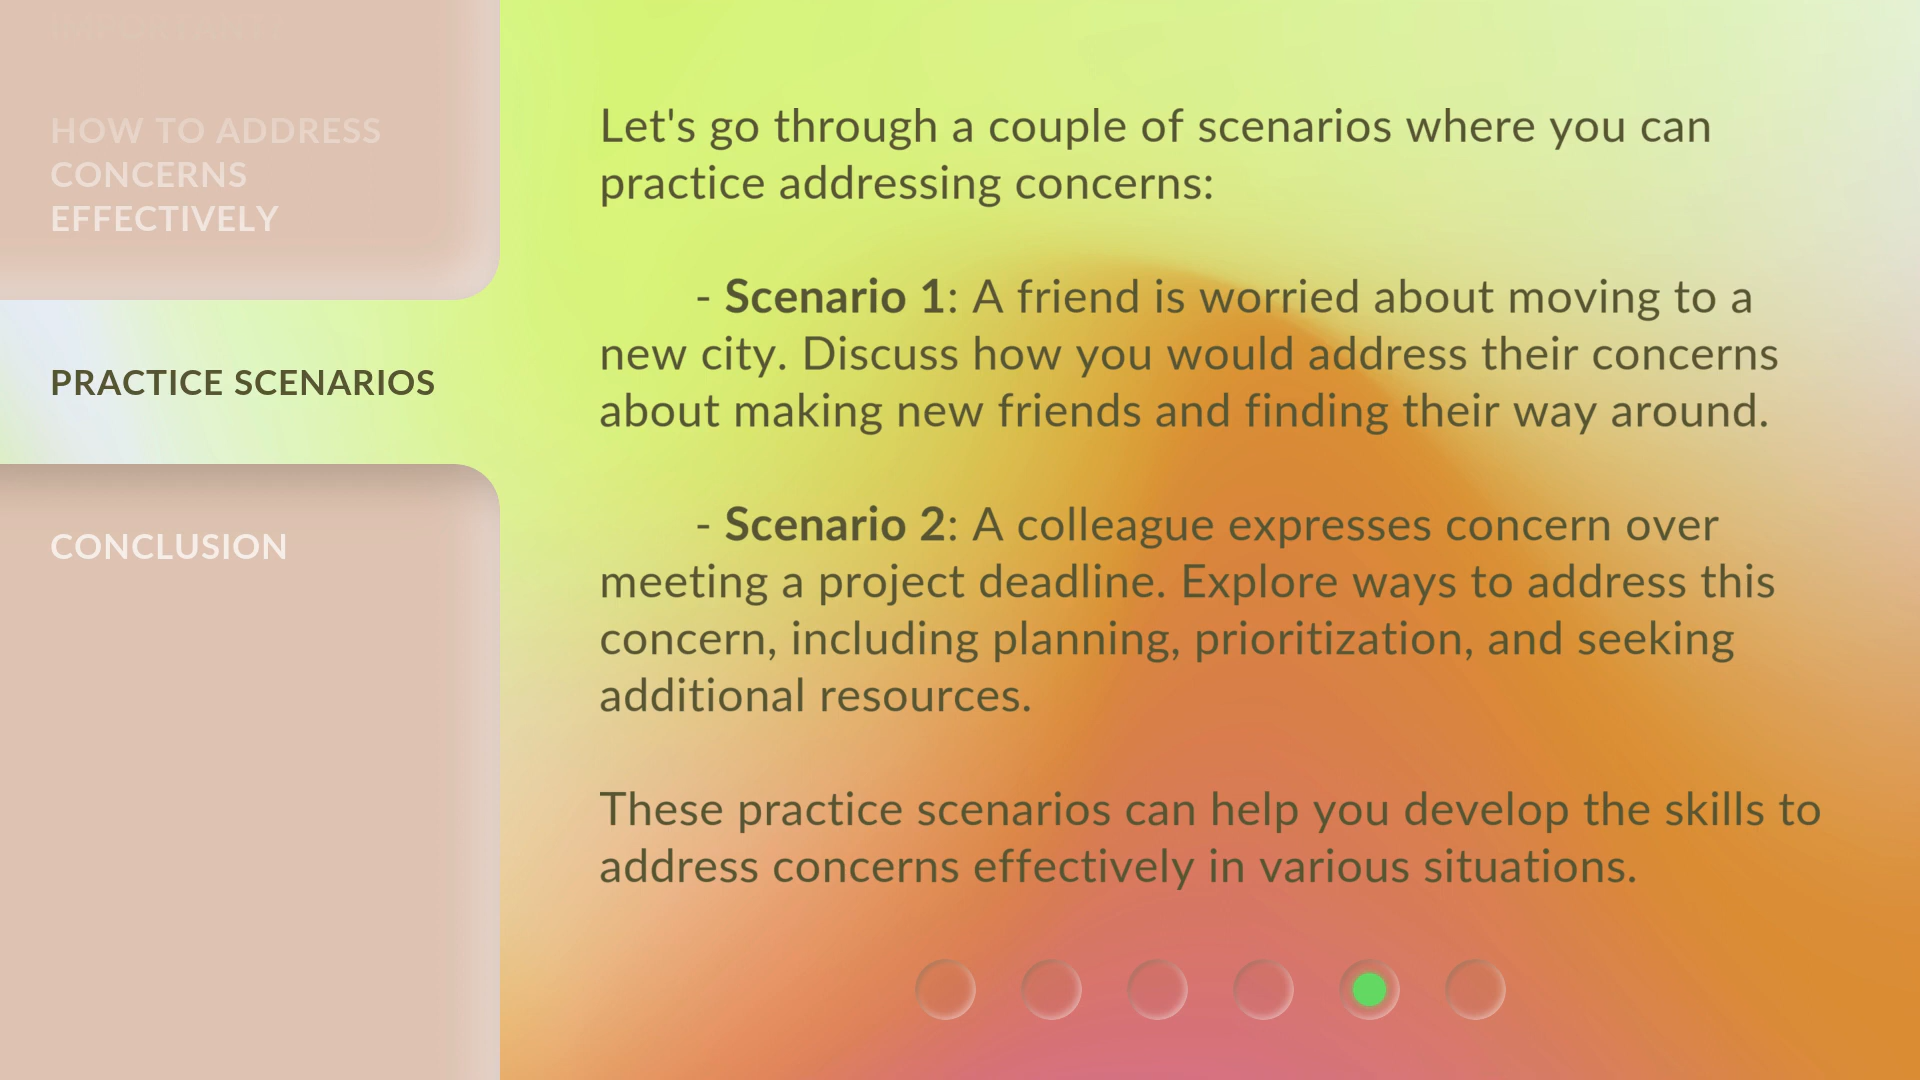 HOW TO ADDRESS
CONCERNS
EFFECTIVELY
PRACTICE SCENARIOS
CONCLUSION
Let's go through a couple of scenarios where you can
practice addressing concerns:
- Scenario 1: A friend is worried about moving to a
new city. Discuss how you would address their concerns
about making new friends and finding their way around.
- Scenario 2: A colleague expresses concern over
meeting a project deadline. Explore ways to address this
concern, including planning, prioritization, and seeking
additional resources.
These practice scenarios can help you develop the skills to
address concerns effectively in various situations.